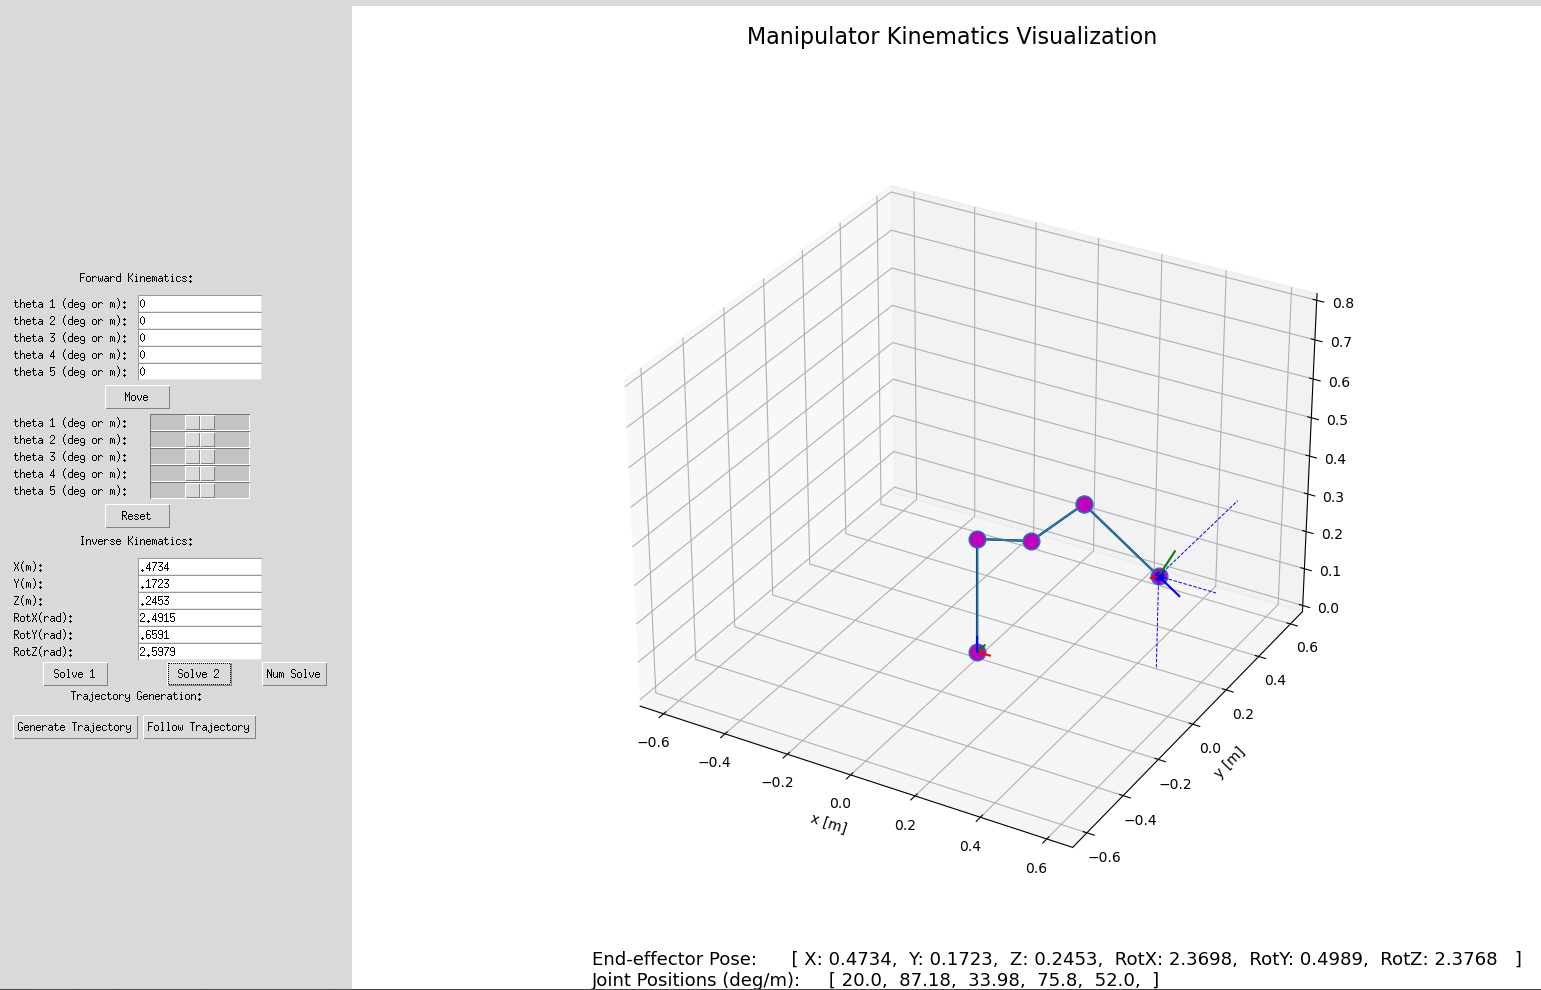 Manipulator Kinematics Visualization
Forward Kinematics:
theta 1 (deg or m): 0
theta 2 (deg or m): 0
theta 3 (deg or m): 0
theta 4 (deg or m): 0
theta 5 (deg or m): 0
Move
theta 1 (deg or m):
theta 2 (deg or m):
theta 3 (deg or m):
theta 4 (deg or m):
theta 5 (deg or m):
Reset
Inverse Kinematics:
X(m): .4734
Y(m): .1723
Z(m): .2453
RotX(rad): 2.4915
RotY(rad): .6591
RotZ(rad): 2.5979
Solve 1 Solve 2 Num Solve
Trajectory Generation:
Generate Trajectory Follow Trajectory
0.8
0.7
0.6
0.5
0.4
0.3
0.2
0.1
0.0
0.6
0.4
0.2
0.0
−0.2
−0.4
−0.6
y [m]
−0.6
−0.4
−0.2
0.0
0.2
0.4
0.6
x [m]
End-effector Pose: [ X: 0.4734, Y: 0.1723, Z: 0.2453, RotX: 2.3698, RotY: 0.4989, RotZ: 2.3768 ]
Joint Positions (deg/m): [ 20.0, 87.18, 33.98, 75.8, 52.0, ]